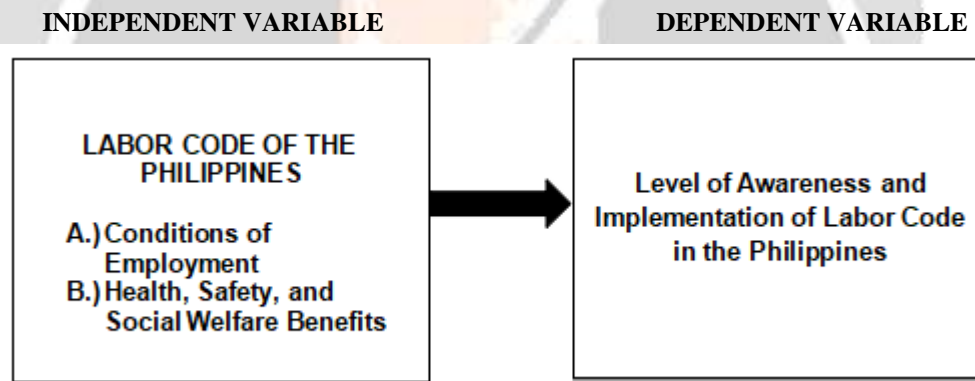 INDEPENDENT VARIABLE
DEPENDENT VARIABLE
LABOR CODE OF THE
PHILIPPINES
A.) Conditions of
Employment
B.) Health, Safety, and
Social Welfare Benefits
Level of Awareness and
Implementation of Labor Code
in the Philippines